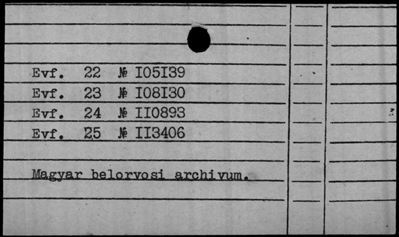 Evf. 22 № I05I39
Evf. 23 № I08I30
Evf. 24 № II0893
Evf. 25 № II3406
Magyar belorvosi archivum.